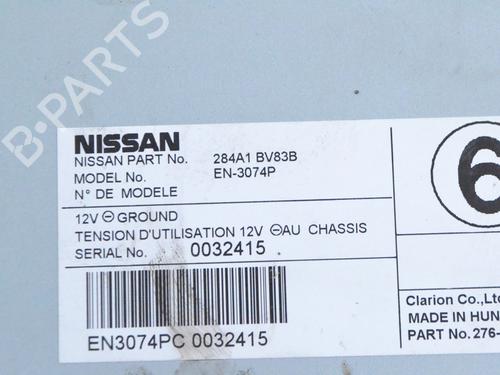 B-PARTS
NISSAN
NISSAN PART No. 284A1 BV83B
MODEL No. EN-3074P
N° DE MODELE
6
12V ⊖ GROUND
TENSION D'UTILISATION 12V ⊖AU CHASSIS
SERIAL No. 0032415
EN3074PC 0032415
Clarion Co.,Ltd
MADE IN HUN
PART No.276-